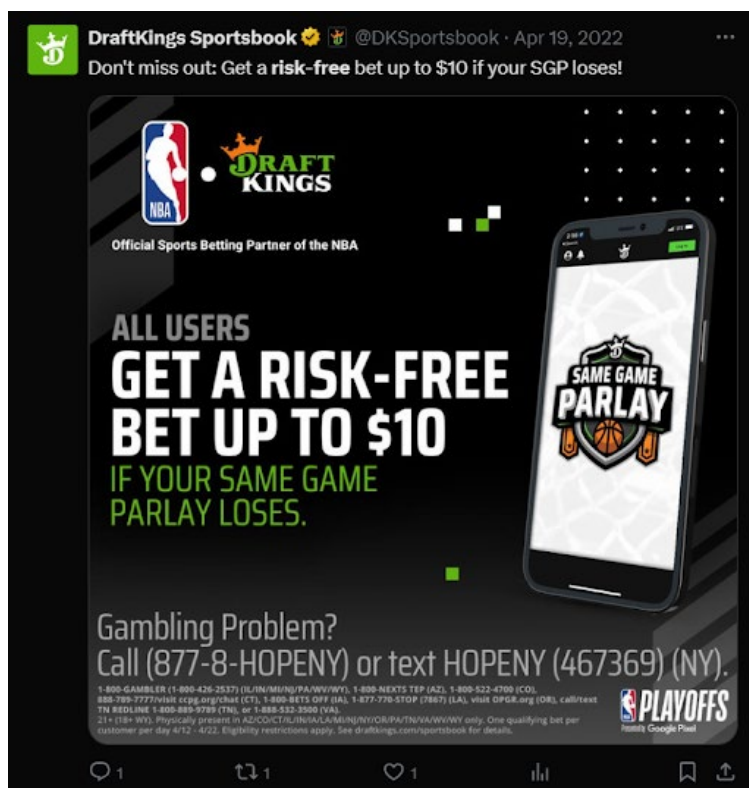 DraftKings Sportsbook @DKSportsbook · Apr 19, 2022
Don't miss out: Get a risk-free bet up to $10 if your SGP loses!
NBA
DRAFT
KINGS
Official Sports Betting Partner of the NBA
ALL USERS
GET A RISK-FREE
BET UP TO $10
IF YOUR SAME GAME
PARLAY LOSES.
SAME GAME
PARLAY
Gambling Problem?
Call (877-8-HOPENY) or text HOPENY (467369) (NY).
1-800-GAMBLER (1-800-426-2537) (IL/IN/MI/NJ/PA/WV/WY), 1-800-NEXTS TEP (AZ), 1-800-522-4700 (CO),
888-789-7777/visit ccpg.org/chat (CT), 1-800-BETS OFF (IA), 1-877-770-STOP (7867) (LA), visit OPGR.org (OR), call/text
TN REDLINE 1-800-889-9789 (TN), or 1-888-532-3500 (VA).
21+ (18+ WY). Physically present in AZ/CO/CT/IL/IN/IA/LA/MI/NJ/NY/OR/PA/TN/VA/WV/WY only. One qualifying bet per
customer per day 4/12 - 4/22. Eligibility restrictions apply. See draftkings.com/sportsbook for details.
NBA
PLAYOFFS
Presented by Google Pixel
1 1 1